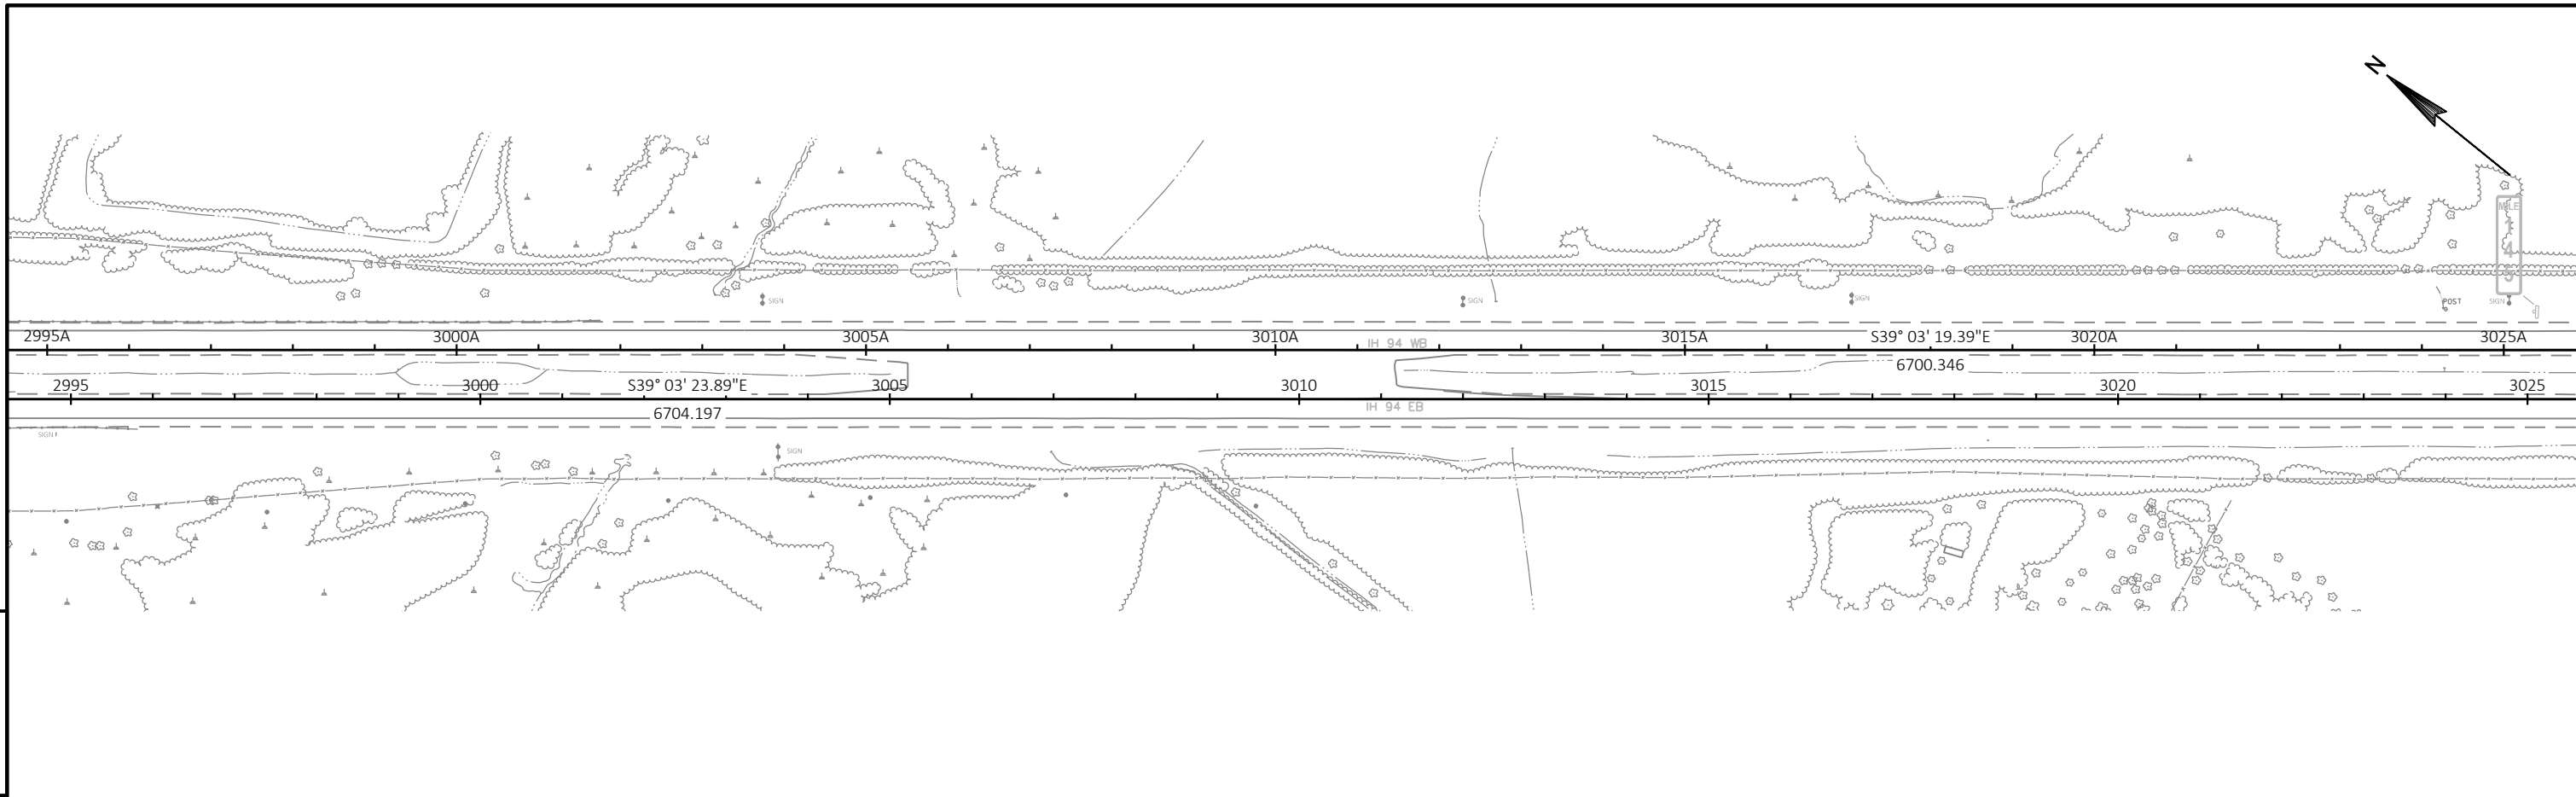 N
MILE
145
SIGN
SIGN
SIGN
POST
SIGN
2995A 3000A 3005A 3010A 3015A S39° 03' 19.39"E 3020A 3025A
IH 94 WB
6700.346
2995 3000 S39° 03' 23.89"E 3005 3010 3015 3020 3025
IH 94 EB
6704.197
SIGN
SIGN